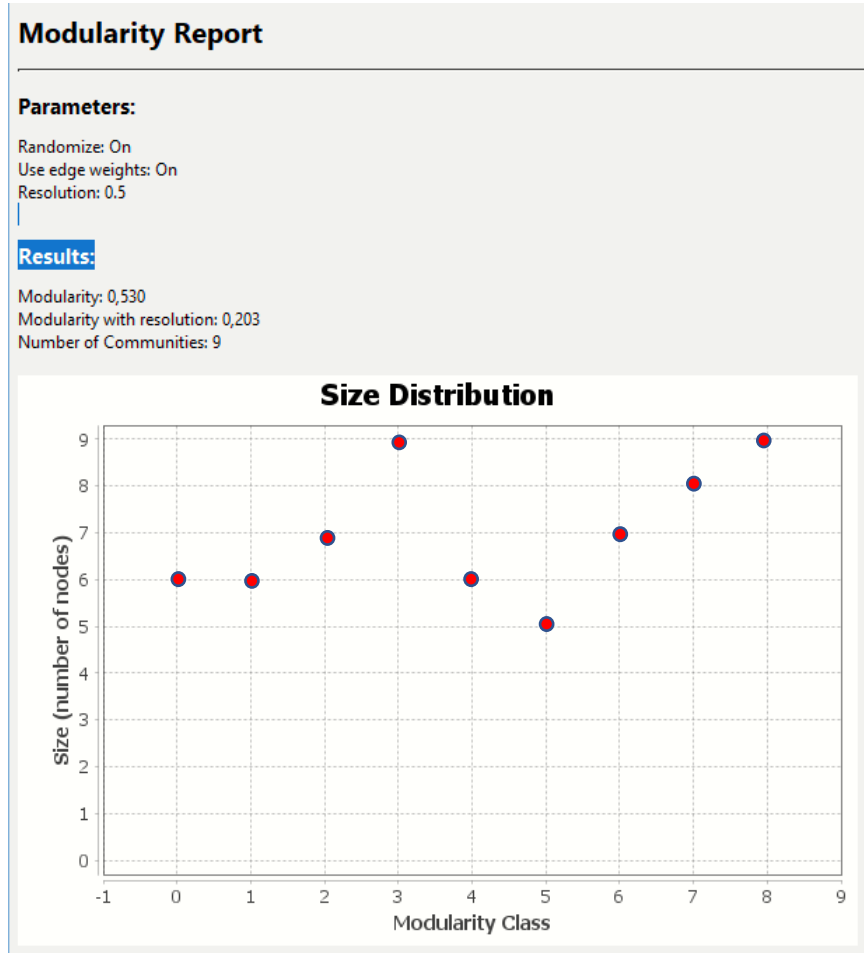 Modularity Report
Parameters:
Randomize: On
Use edge weights: On
Resolution: 0.5
Results:
Modularity: 0,530
Modularity with resolution: 0,203
Number of Communities: 9
Size Distribution
Size (number of nodes)
9
8
7
6
5
4
3
2
1
0
-1 0 1 2 3 4 5 6 7 8 9
Modularity Class